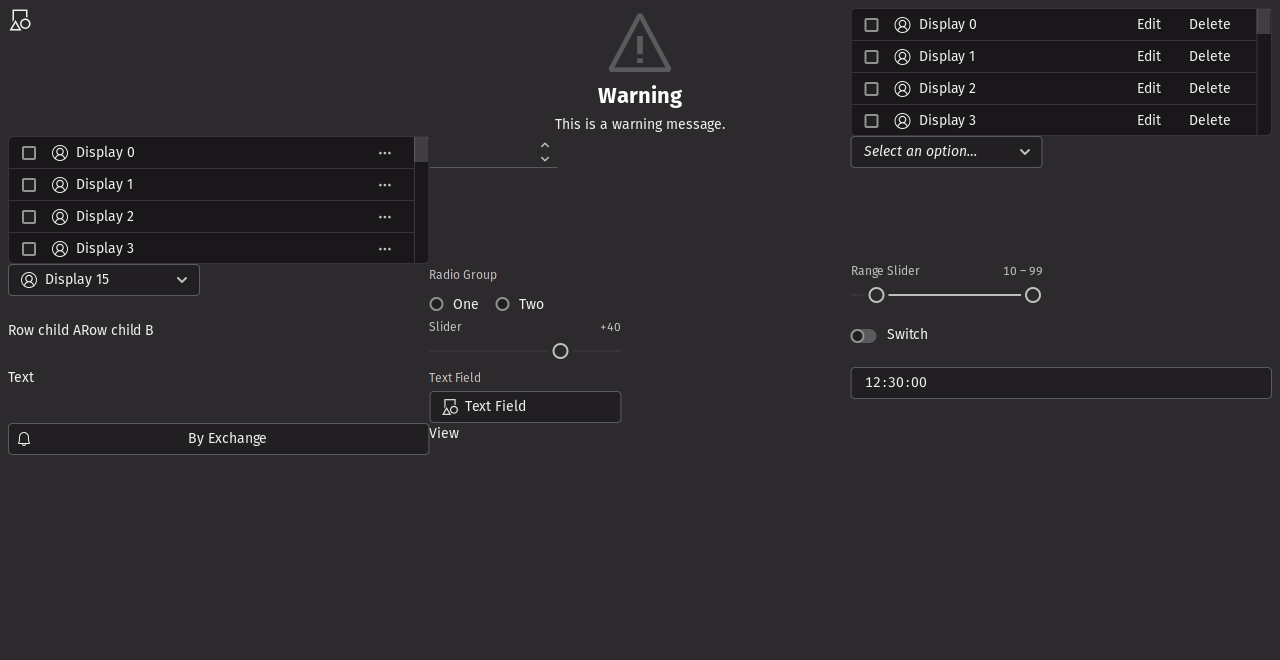 Warning
This is a warning message.
Display 0 Edit Delete
Display 1 Edit Delete
Display 2 Edit Delete
Display 3 Edit Delete
Display 0
Display 1
Display 2
Display 3
Select an option...
Display 15
Radio Group
One Two
Range Slider 10 – 99
Row child ARow child B
Slider +40
Switch
Text
Text Field
Text Field
12:30:00
By Exchange
View